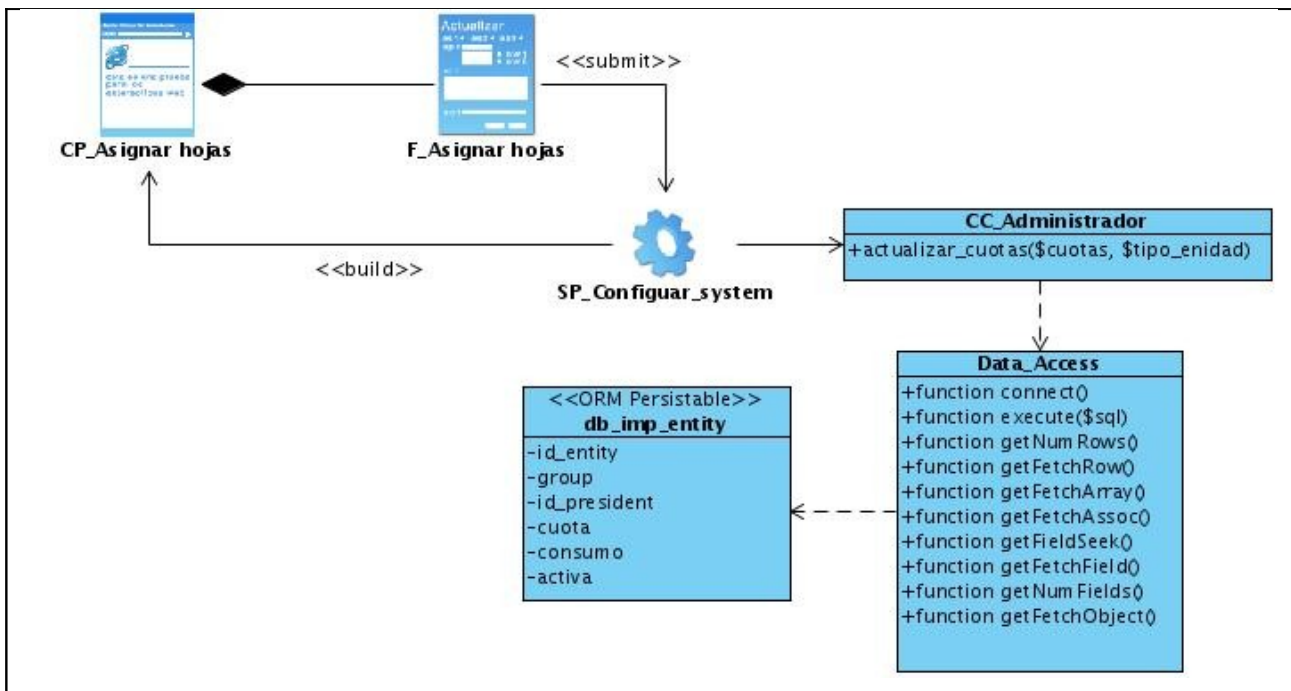 Actualizar
<<submit>>
CP_Asignar hojas
F_Asignar hojas
<<build>>
SP_Configuar_system
CC_Administrador
+actualizar_cuotas($cuotas, $tipo_enidad)
Data_Access
+function connect()
+function execute($sql)
+function getNumRows()
+function getFetchRow()
+function getFetchArray()
+function getFetchAssoc()
+function getFieldSeek()
+function getFetchField()
+function getNumFields()
+function getFetchObject()
<<ORM Persistable>>
db_imp_entity
-id_entity
-group
-id_president
-cuota
-consumo
-activa